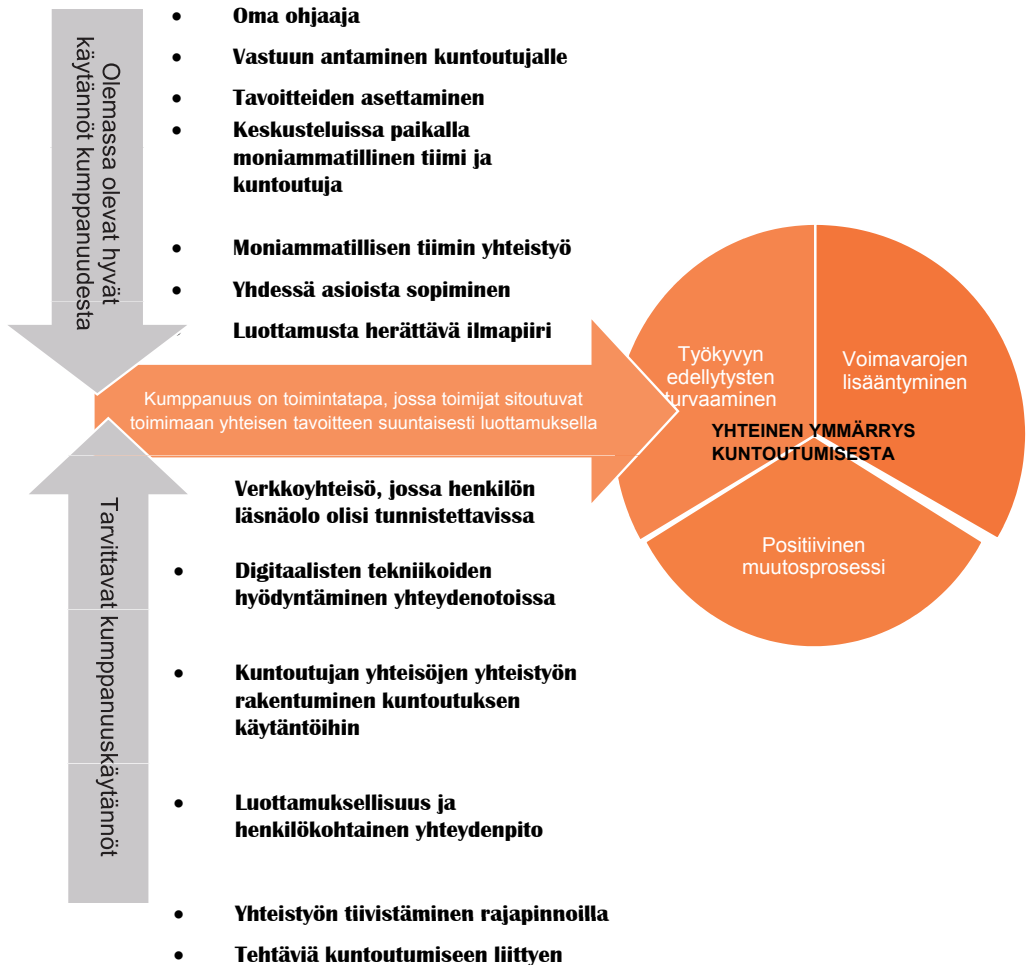 Olemassa olevat hyvät
käytännöt kumppanuudesta
• Oma ohjaaja
• Vastuun antaminen kuntoutujalle
• Tavoitteiden asettaminen
• Keskusteluissa paikalla
moniammatillinen tiimi ja
kuntoutuja
• Moniammatillisen tiimin yhteistyö
• Yhdessä asioista sopiminen
• Luottamusta herättävä ilmapiiri
Kumppanuus on toimintatapa, jossa toimijat sitoutuvat
toimimaan yhteisen tavoitteen suuntaisesti luottamuksella
Työkyvyn
edellytysten
turvaaminen
Voimavarojen
lisääntyminen
YHTEINEN YMMÄRRYS
KUNTOUTUMISESTA
Positiivinen
muutosprosessi
Tarvittavat kumppanuuskäytännöt
Verkkoyhteisö, jossa henkilön
läsnäolo olisi tunnistettavissa
• Digitaalisten tekniikoiden
hyödyntäminen yhteydenotoissa
• Kuntoutujan yhteisöjen yhteistyön
rakentuminen kuntoutuksen
käytäntöihin
• Luottamuksellisuus ja
henkilökohtainen yhteydenpito
• Yhteistyön tiivistäminen rajapinnoilla
• Tehtäviä kuntoutumiseen liittyen